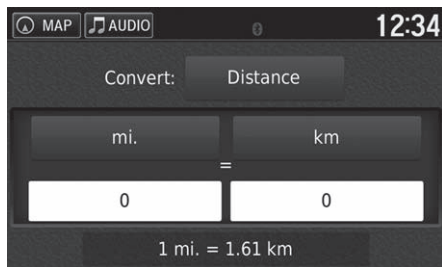 MAP AUDIO 12:34
Convert: Distance
mi. km
=
0 0
1 mi. = 1.61 km